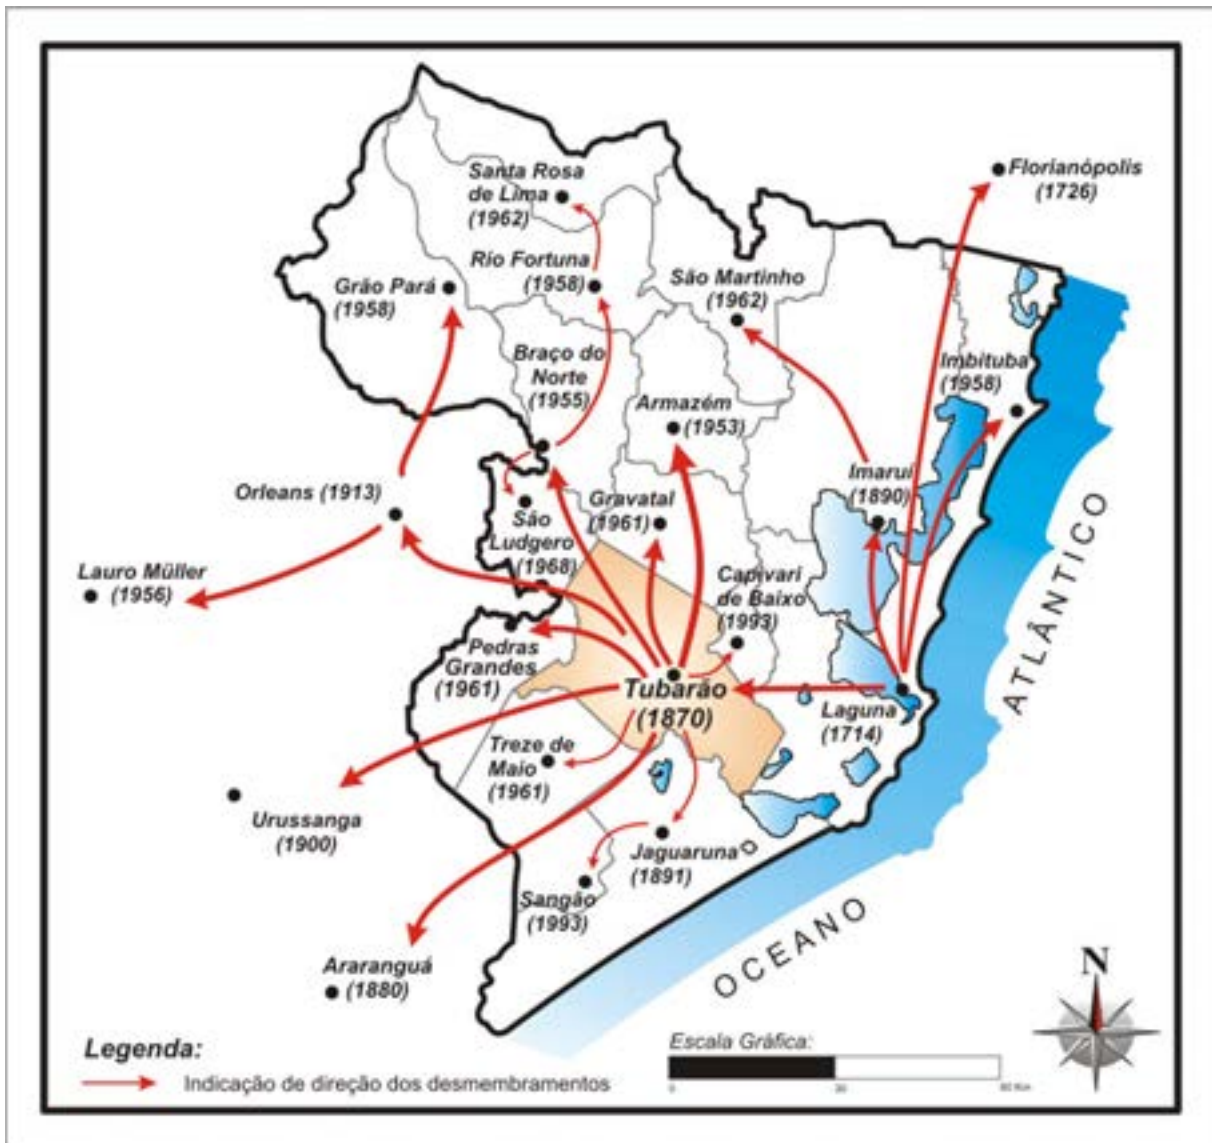 Santa Rosa
de Lima
(1962)
Florianópolis
(1726)
Rio Fortuna
(1958)
São Martinho
(1962)
Grão Pará
(1958)
Braço do
Norte
(1955)
Imbituba
(1958)
Armazém
(1953)
Imaruí
(1890)
Orleans (1913)
Gravatal
(1961)
São
Ludgero
(1968)
Capivari
de Baixo
(1993)
Lauro Müller
(1956)
Pedras
Grandes
(1961)
Tubarão
(1870)
Laguna
(1714)
Treze de
Maio
(1961)
Urussanga
(1900)
Jaguaruna
(1891)
Sangão
(1993)
Araranguá
(1880)
OCEANO
ATLÂNTICO
N
Legenda:
Indicação de direção dos desmembramentos
Escala Gráfica:
0